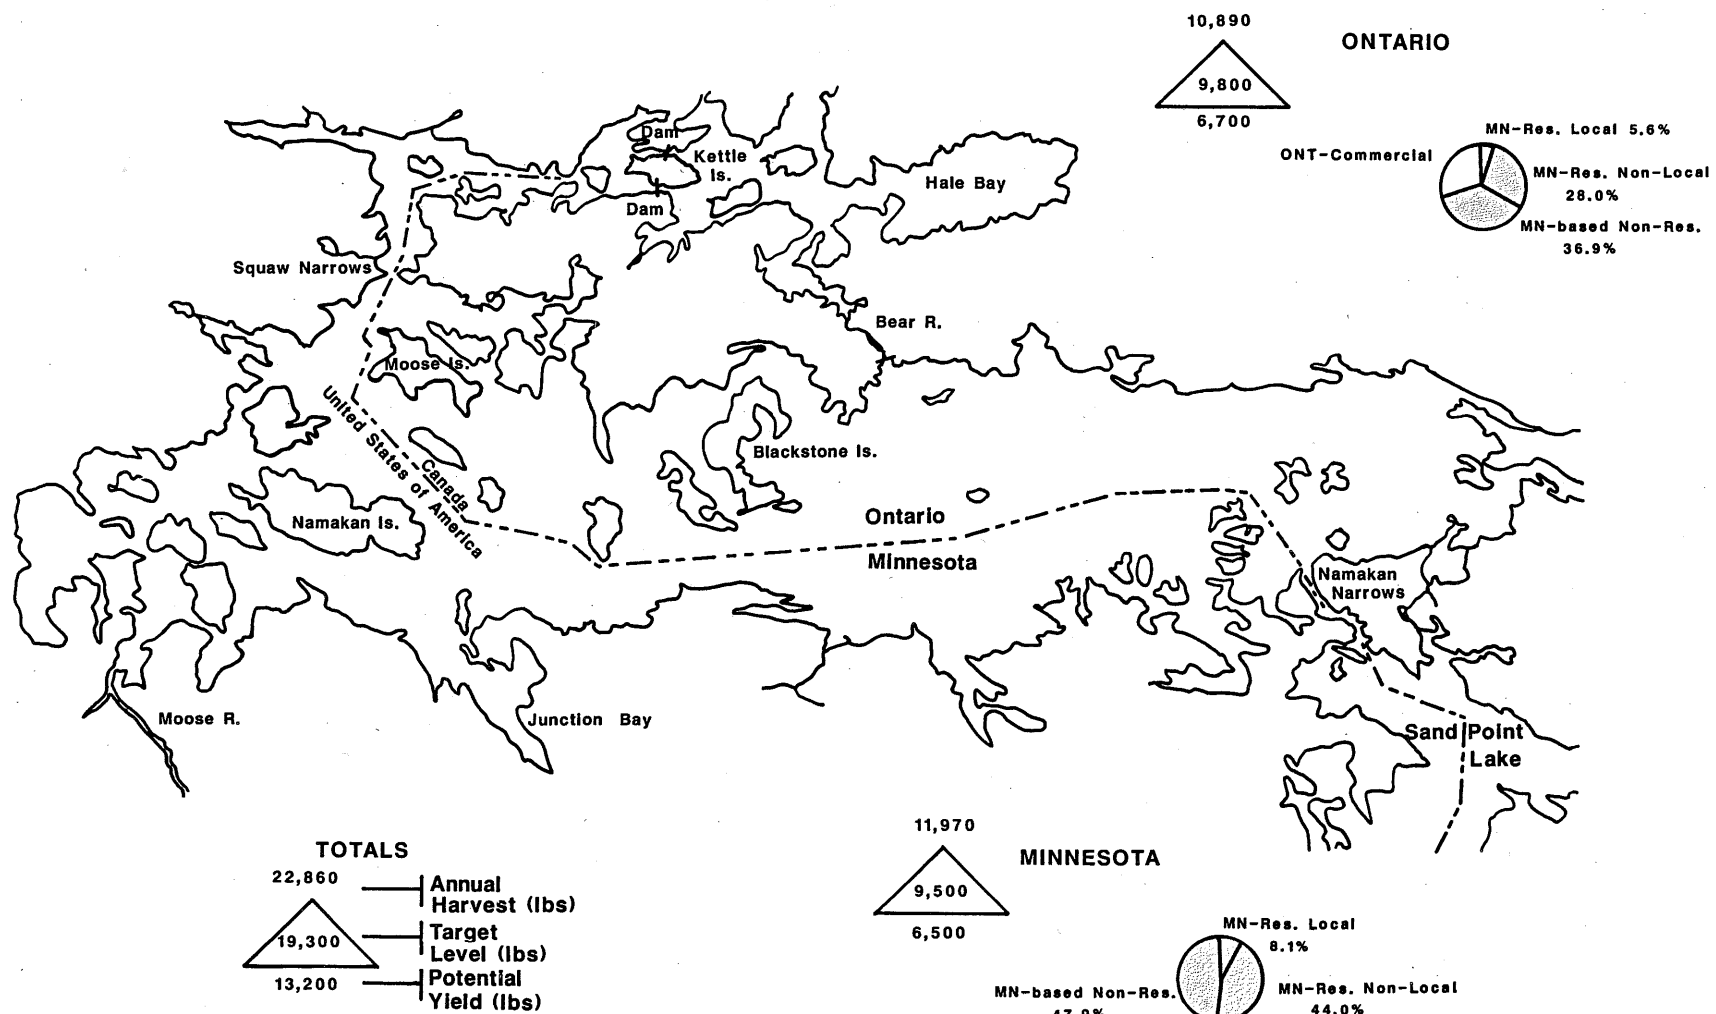 10,890
ONTARIO
9,800
6,700
MN-Res. Local 5.6%
ONT-Commercial
MN-Res. Non-Local
28.0%
MN-based Non-Res.
36.9%
Dam
Kettle
Is.
Hale Bay
Dam
Squaw Narrows
Bear R.
Moose Is.
United States of America
Canada
Blackstone Is.
Namakan Is.
Ontario
Minnesota
Namakan
Narrows
Moose R.
Junction Bay
Sand Point
Lake
TOTALS
22,860
Annual
Harvest (lbs)
19,300
Target
Level (lbs)
13,200
Potential
Yield (lbs)
11,970
MINNESOTA
9,500
6,500
MN-Res. Local
8.1%
MN-based Non-Res.
MN-Res. Non-Local
44.0%